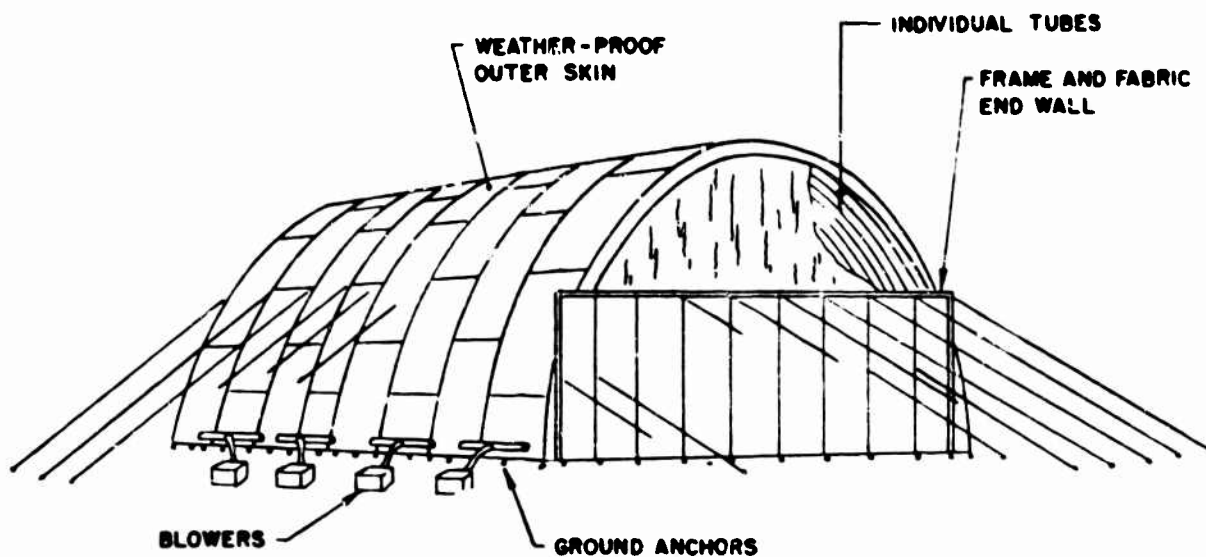 WEATHER-PROOF
OUTER SKIN
INDIVIDUAL TUBES
FRAME AND FABRIC
END WALL
BLOWERS
GROUND ANCHORS